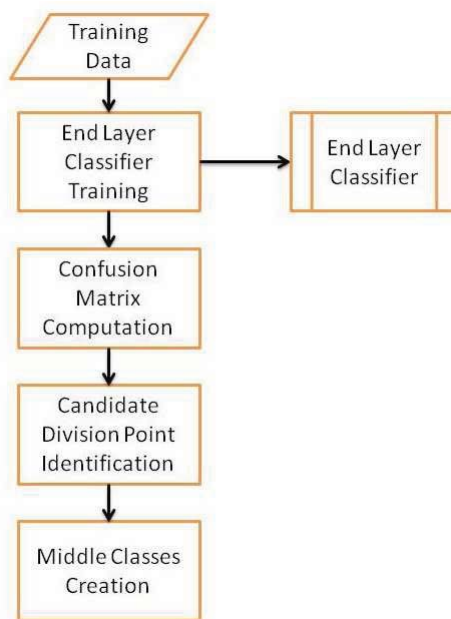 Training
Data
End Layer
Classifier
Training
End Layer
Classifier
Confusion
Matrix
Computation
Candidate
Division Point
Identification
Middle Classes
Creation